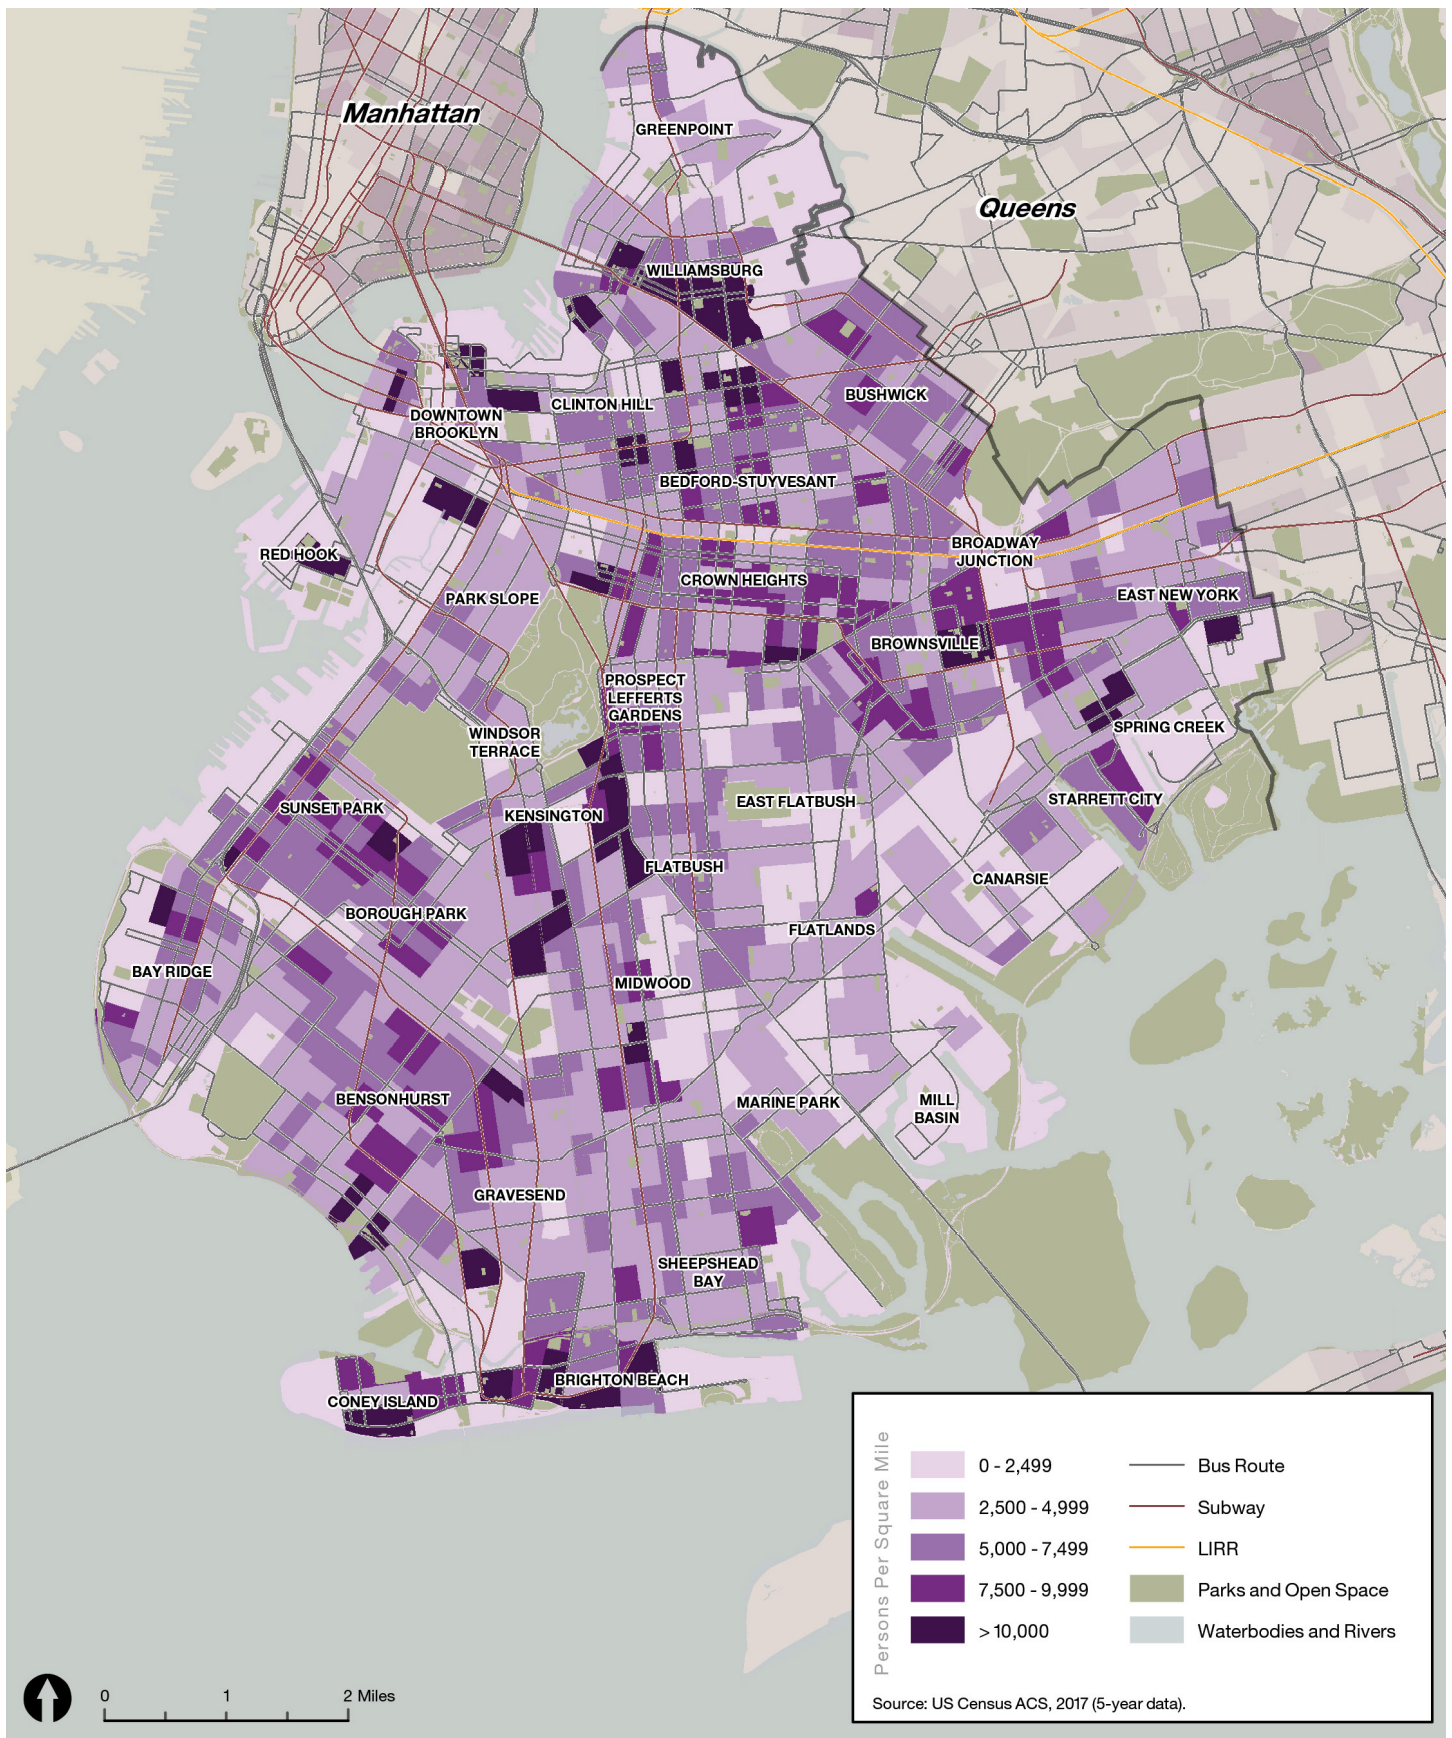 Manhattan
GREENPOINT
Queens
WILLIAMSBURG
BUSHWICK
CLINTON HILL
DOWNTOWN
BROOKLYN
BEDFORD-STUYVESANT
BROADWAY
JUNCTION
RED HOOK
CROWN HEIGHTS
PARK SLOPE
EAST NEW YORK
BROWNSVILLE
PROSPECT
LEFFERTS
GARDENS
WINDSOR
TERRACE
SPRING CREEK
SUNSET PARK
KENSINGTON
EAST FLATBUSH
STARRETT CITY
FLATBUSH
CANARSIE
BOROUGH PARK
FLATLANDS
BAY RIDGE
MIDWOOD
BENSONHURST
MARINE PARK
MILL
BASIN
GRAVESEND
SHEEPSHEAD
BAY
BRIGHTON BEACH
CONEY ISLAND
Persons Per Square Mile
0 - 2,499
2,500 - 4,999
5,000 - 7,499
7,500 - 9,999
> 10,000
Bus Route
Subway
LIRR
Parks and Open Space
Waterbodies and Rivers
Source: US Census ACS, 2017 (5-year data).
0 1 2 Miles